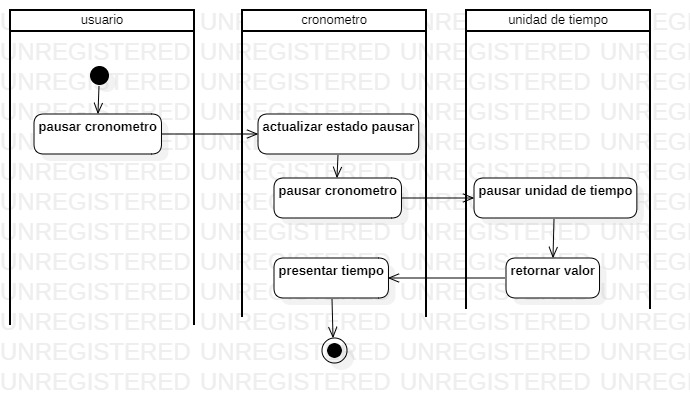 usuario
cronometro
unidad de tiempo
pausar cronometro
actualizar estado pausar
pausar cronometro
pausar unidad de tiempo
presentar tiempo
retornar valor
UNREGISTERED UNREGISTERED UNREGISTERED UNREGISTERED
UNREGISTERED UNREGISTERED UNREGISTERED UNREGISTERED
UNREGISTERED UNREGISTERED UNREGISTERED UNREGISTERED
UNREGISTERED UNREGISTERED UNREGISTERED UNREGISTERED
UNREGISTERED UNREGISTERED UNREGISTERED UNREGISTERED
UNREGISTERED UNREGISTERED UNREGISTERED UNREGISTERED
UNREGISTERED UNREGISTERED UNREGISTERED UNREGISTERED
UNREGISTERED UNREGISTERED UNREGISTERED UNREGISTERED
UNREGISTERED UNREGISTERED UNREGISTERED UNREGISTERED
UNREGISTERED UNREGISTERED UNREGISTERED UNREGISTERED
UNREGISTERED UNREGISTERED UNREGISTERED UNREGISTERED
UNREGISTERED UNREGISTERED UNREGISTERED UNREGISTERED
UNREGISTERED UNREGISTERED UNREGISTERED UNREGISTERED